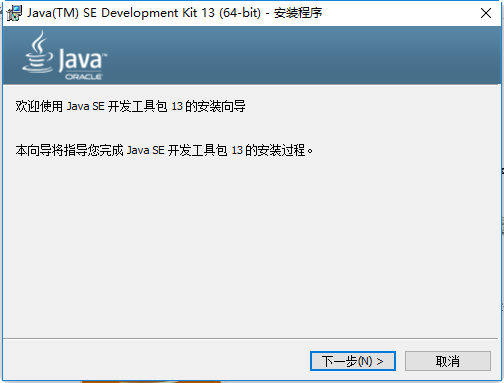 Java(TM) SE Development Kit 13 (64-bit) - 安装程序
Java™
ORACLE
欢迎使用 Java SE 开发工具包 13 的安装向导
本向导将指导您完成 Java SE 开发工具包 13 的安装过程。
下一步(N) >
取消